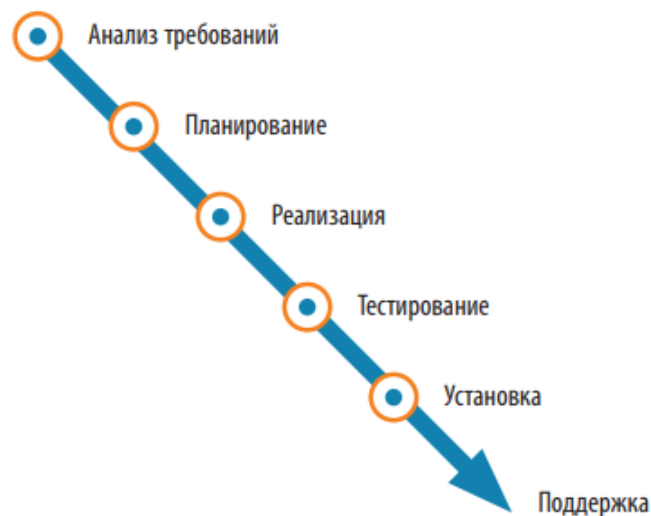 Анализ требований
Планирование
Реализация
Тестирование
Установка
Поддержка